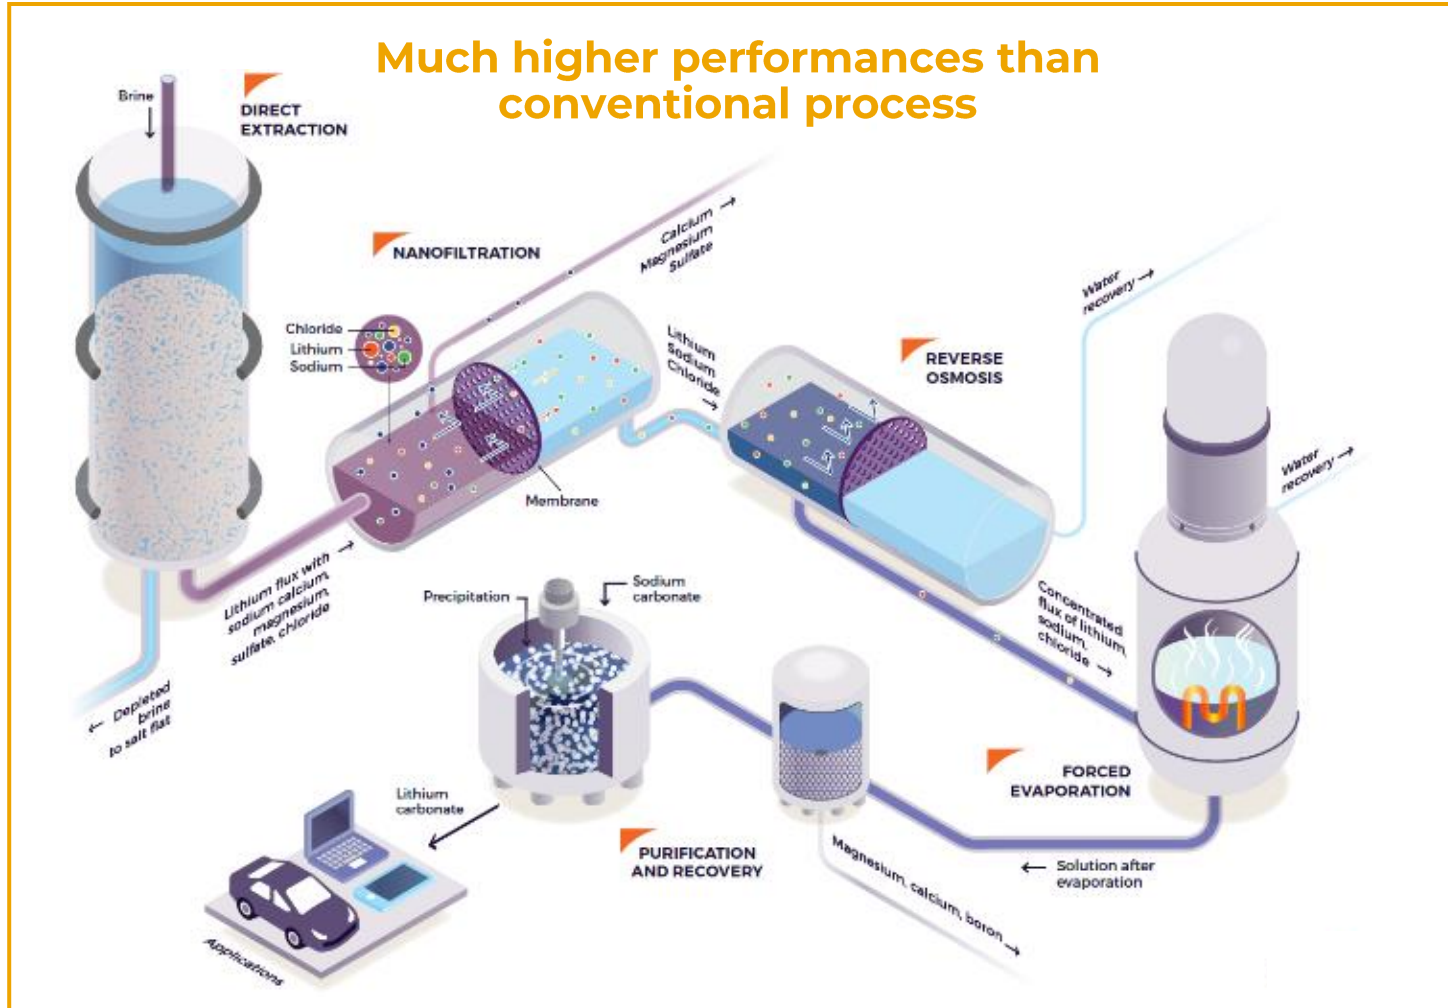 Much higher performances than
conventional process
Brine
DIRECT
EXTRACTION
NANOFILTRATION
Calcium
Magnesium
Sulfate
Chloride
Lithium
Sodium
Membrane
Lithium
Sodium
Chloride
REVERSE
OSMOSIS
Water
recovery
Water
recovery
Lithium flux with
sodium calcium,
magnesium,
sulfate, chloride
Depleted
brine
to salt flat
Precipitation
Sodium
carbonate
Concentrated
flux of lithium,
sodium,
chloride
FORCED
EVAPORATION
Lithium
carbonate
PURIFICATION
AND RECOVERY
Solution after
evaporation
Magnesium, calcium, boron
Applications